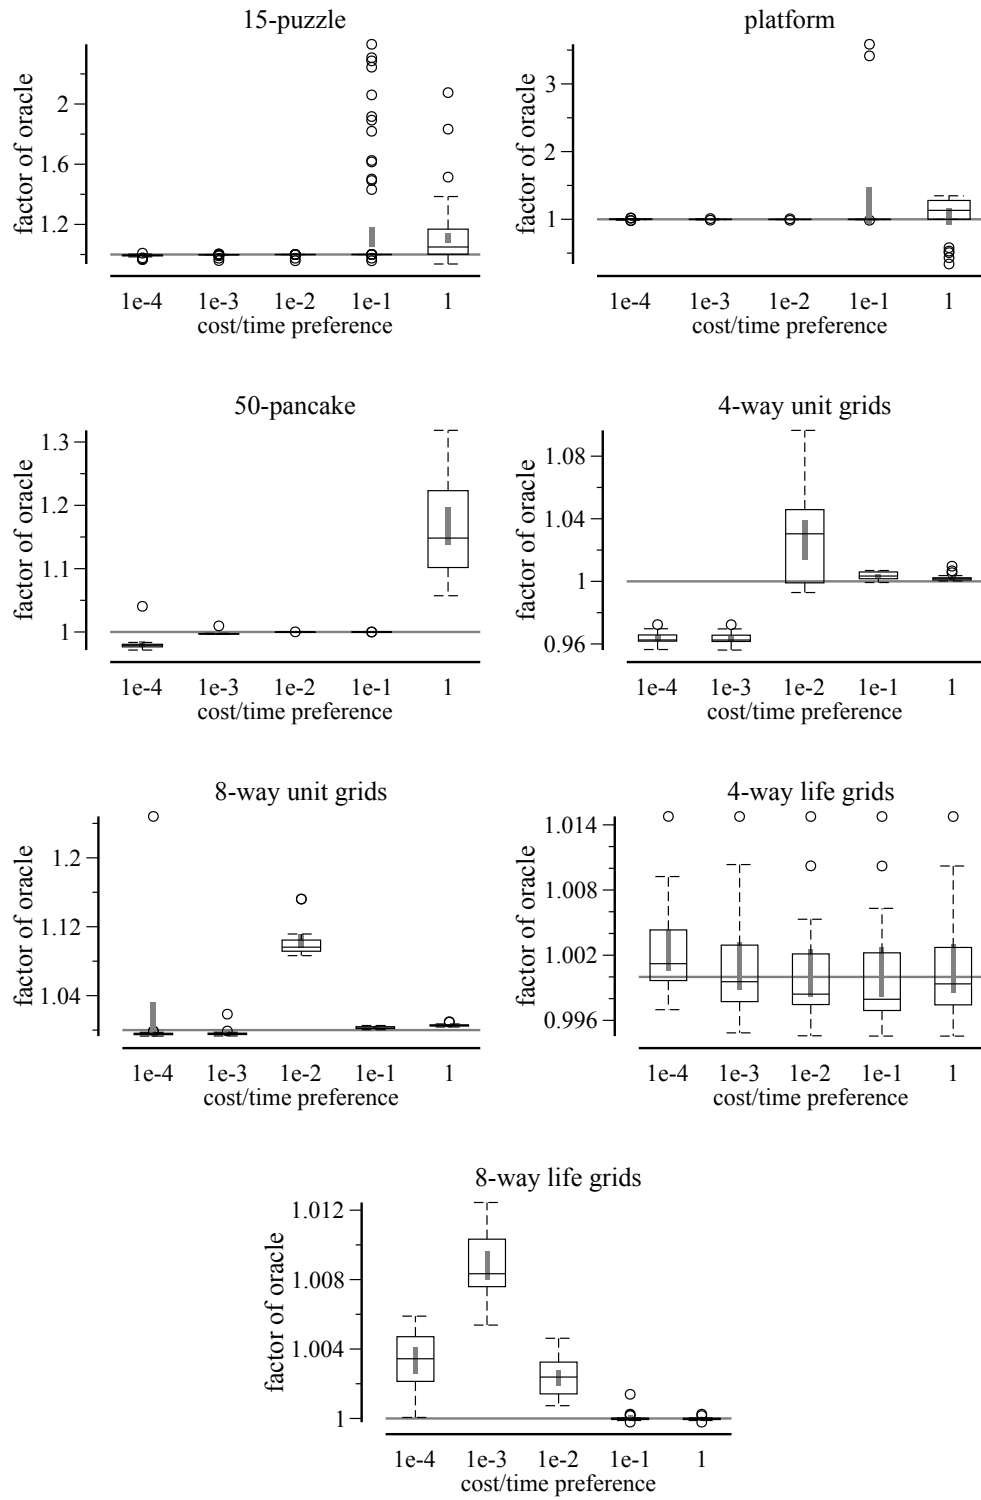 15-puzzle
factor of oracle
2
1.6
1.2
1e-4 1e-3 1e-2 1e-1 1
cost/time preference
platform
factor of oracle
3
2
1
1e-4 1e-3 1e-2 1e-1 1
cost/time preference
50-pancake
factor of oracle
1.3
1.2
1.1
1
1e-4 1e-3 1e-2 1e-1 1
cost/time preference
4-way unit grids
factor of oracle
1.08
1.04
1
0.96
1e-4 1e-3 1e-2 1e-1 1
cost/time preference
8-way unit grids
factor of oracle
1.2
1.12
1.04
1e-4 1e-3 1e-2 1e-1 1
cost/time preference
4-way life grids
factor of oracle
1.014
1.008
1.002
0.996
1e-4 1e-3 1e-2 1e-1 1
cost/time preference
8-way life grids
factor of oracle
1.012
1.008
1.004
1
1e-4 1e-3 1e-2 1e-1 1
cost/time preference